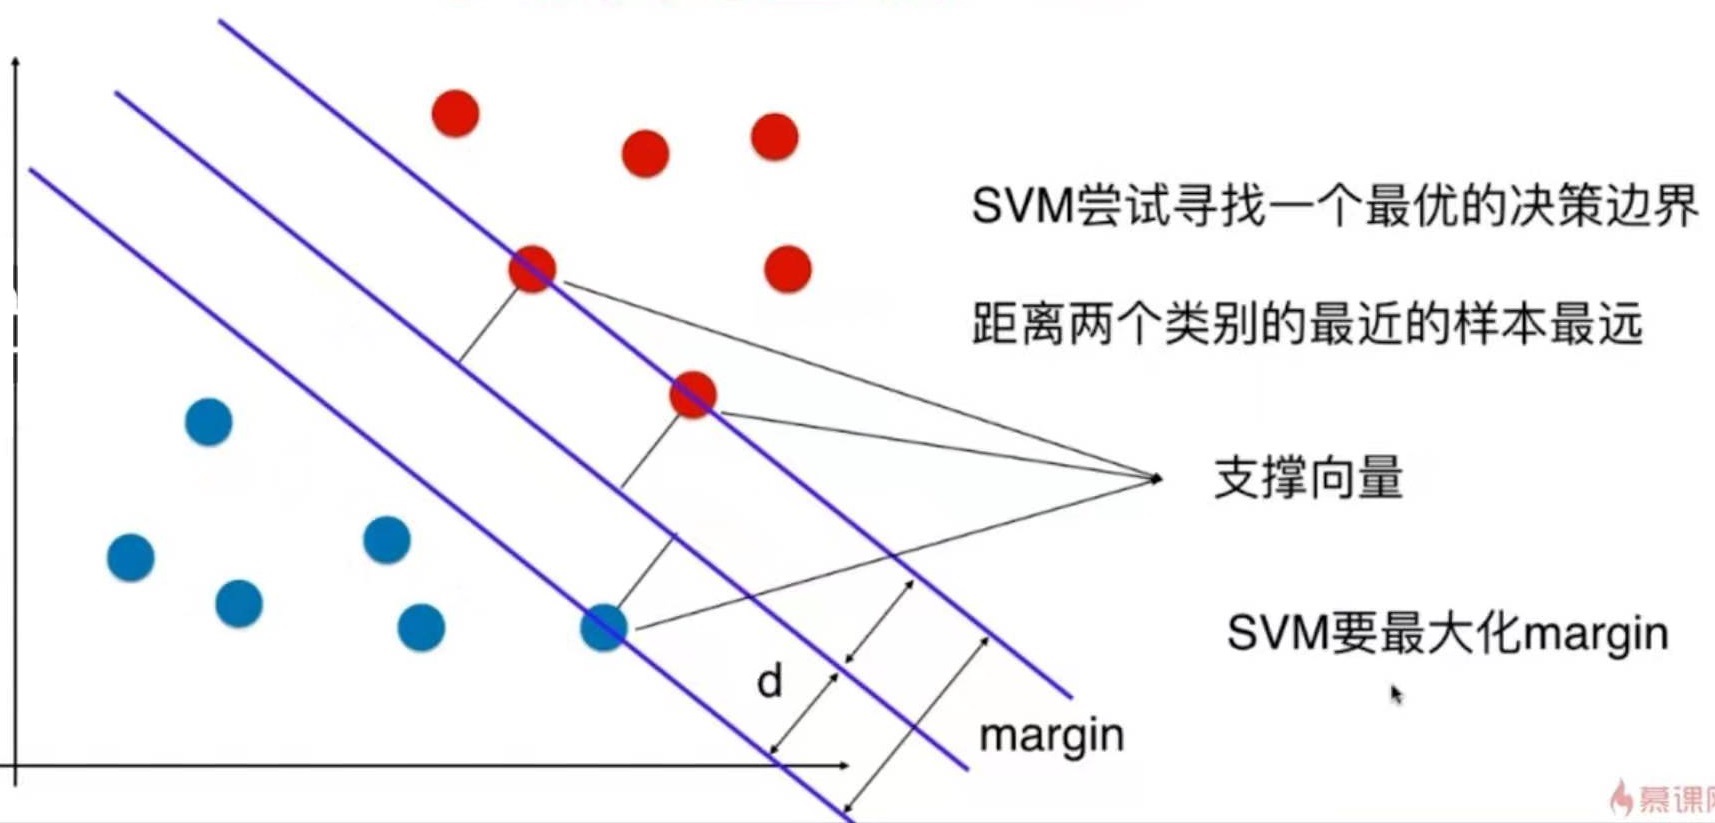 SVM尝试寻找一个最优的决策边界
距离两个类别的最近的样本最远
支撑向量
SVM要最大化margin
d
margin
慕课网